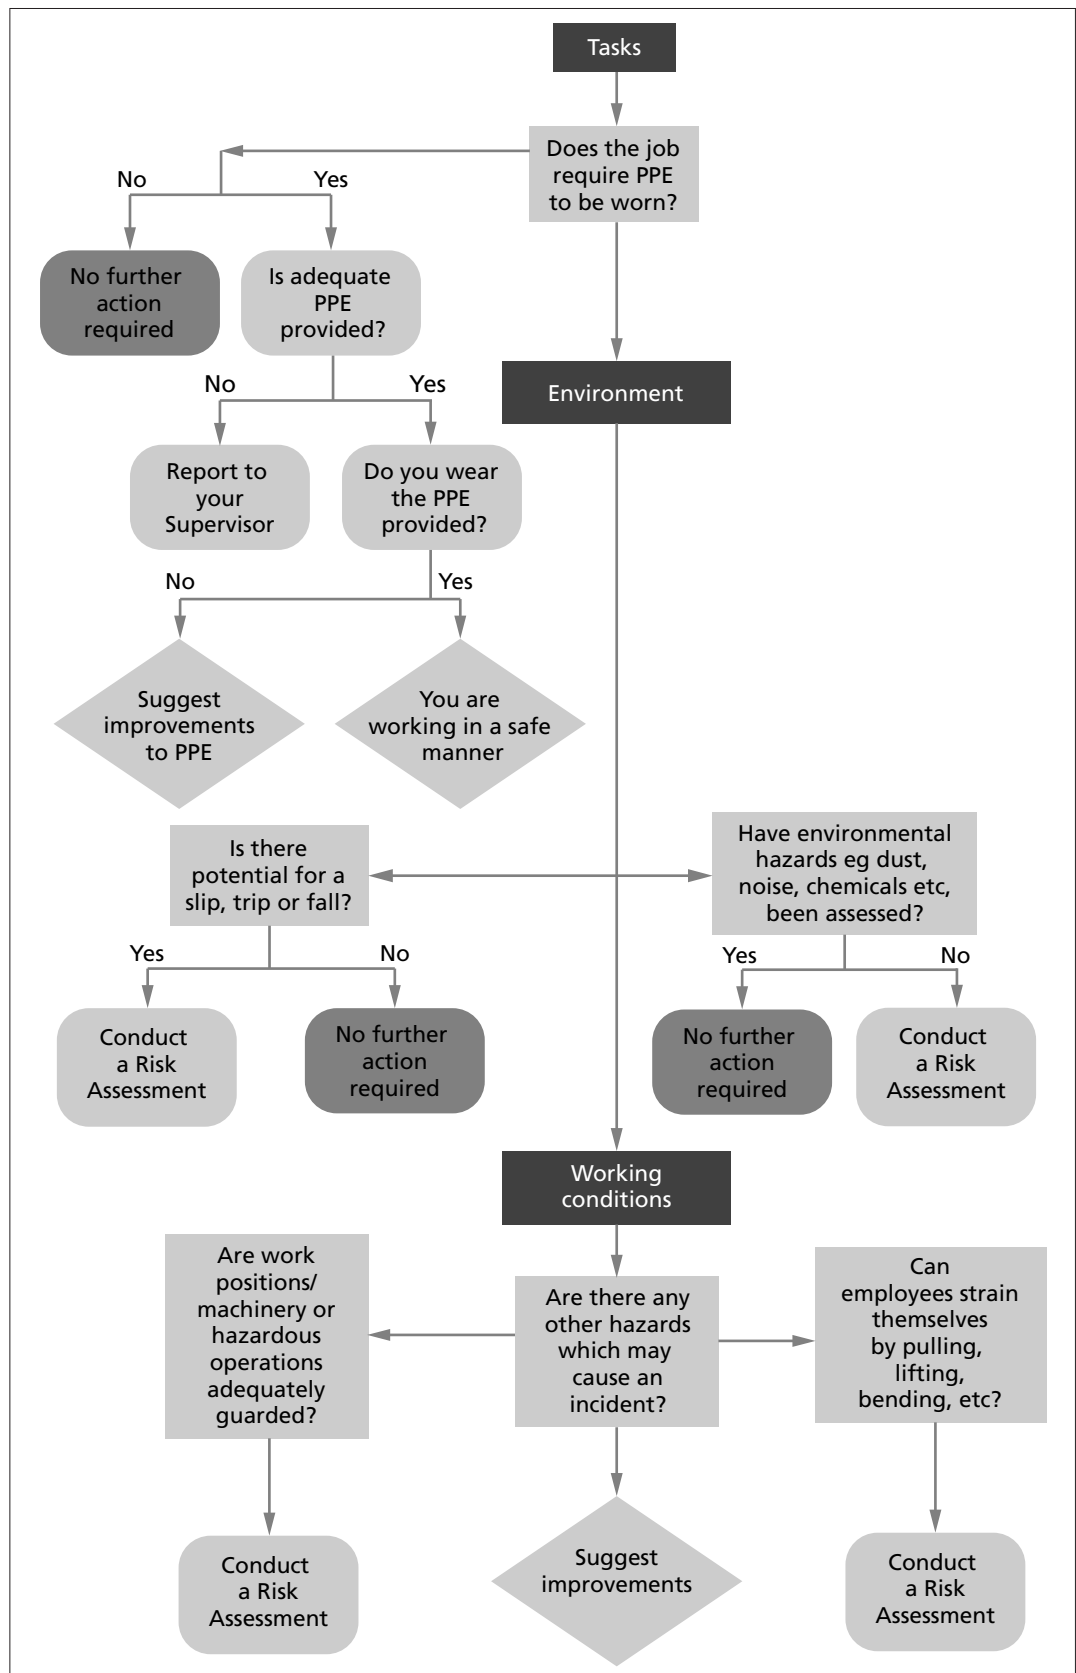 Tasks
Does the job
require PPE
to be worn?
No
Yes
No further
action
required
Is adequate
PPE
provided?
Environment
No
Yes
Report to
your
Supervisor
Do you wear
the PPE
provided?
No
Yes
Suggest
improvements
to PPE
You are
working in a safe
manner
Is there
potential for a
slip, trip or fall?
Have environmental
hazards eg dust,
noise, chemicals etc,
been assessed?
Yes
No
Yes
No
Conduct
a Risk
Assessment
No further
action
required
No further
action
required
Conduct
a Risk
Assessment
Working
conditions
Are work
positions/
machinery or
hazardous
operations
adequately
guarded?
Are there any
other hazards
which may
cause an
incident?
Can
employees strain
themselves
by pulling,
lifting,
bending, etc?
Conduct
a Risk
Assessment
Suggest
improvements
Conduct
a Risk
Assessment